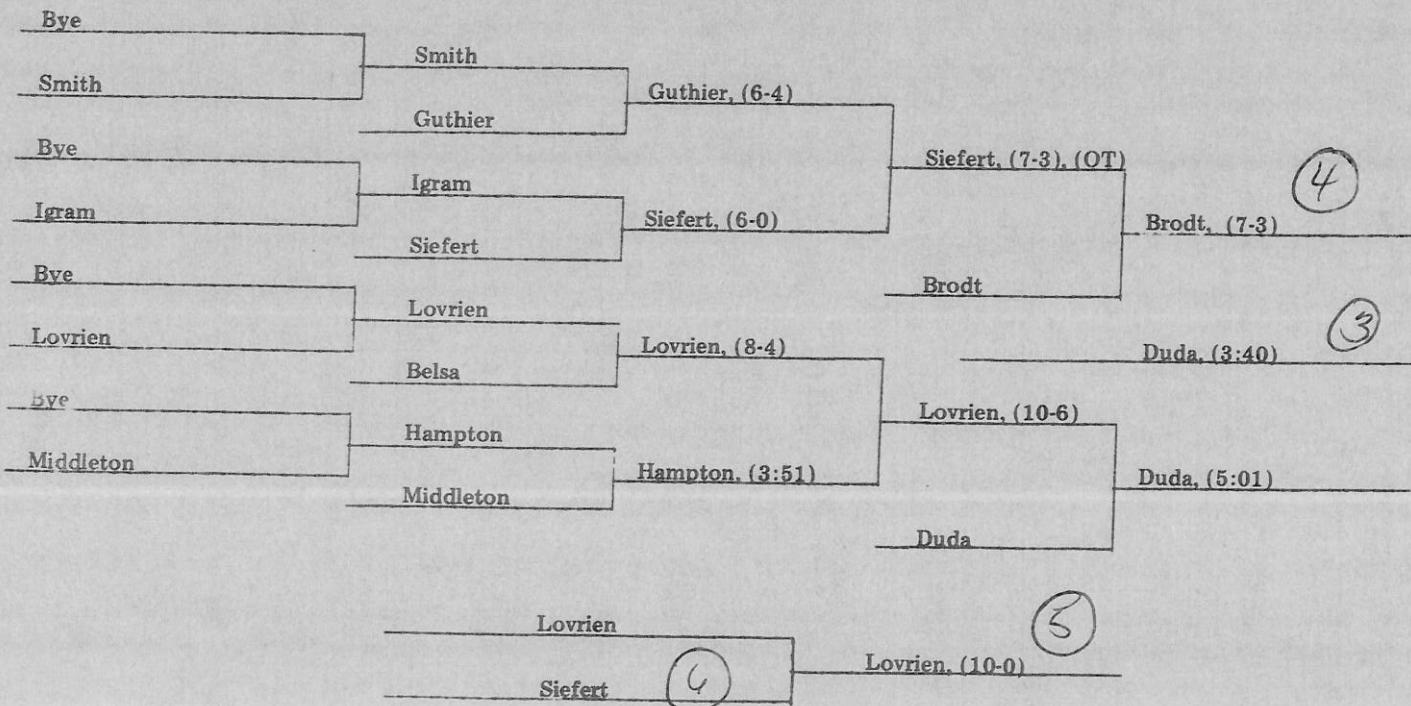 Bye
Smith
Bye
Igram
Bye
Lovrien
Bye
Middleton
Smith
Guthier
Igram
Siefert
Lovrien
Belsa
Hampton
Middleton
Guthier, (6-4)
Siefert, (6-0)
Lovrien, (8-4)
Hampton, (3:51)
Siefert, (7-3), (OT)
Brodt
Lovrien, (10-6)
Duda
Brodt, (7-3)
4
Duda, (3:40)
3
Duda, (5:01)
Lovrien
Siefert
6
Lovrien, (10-0)
5